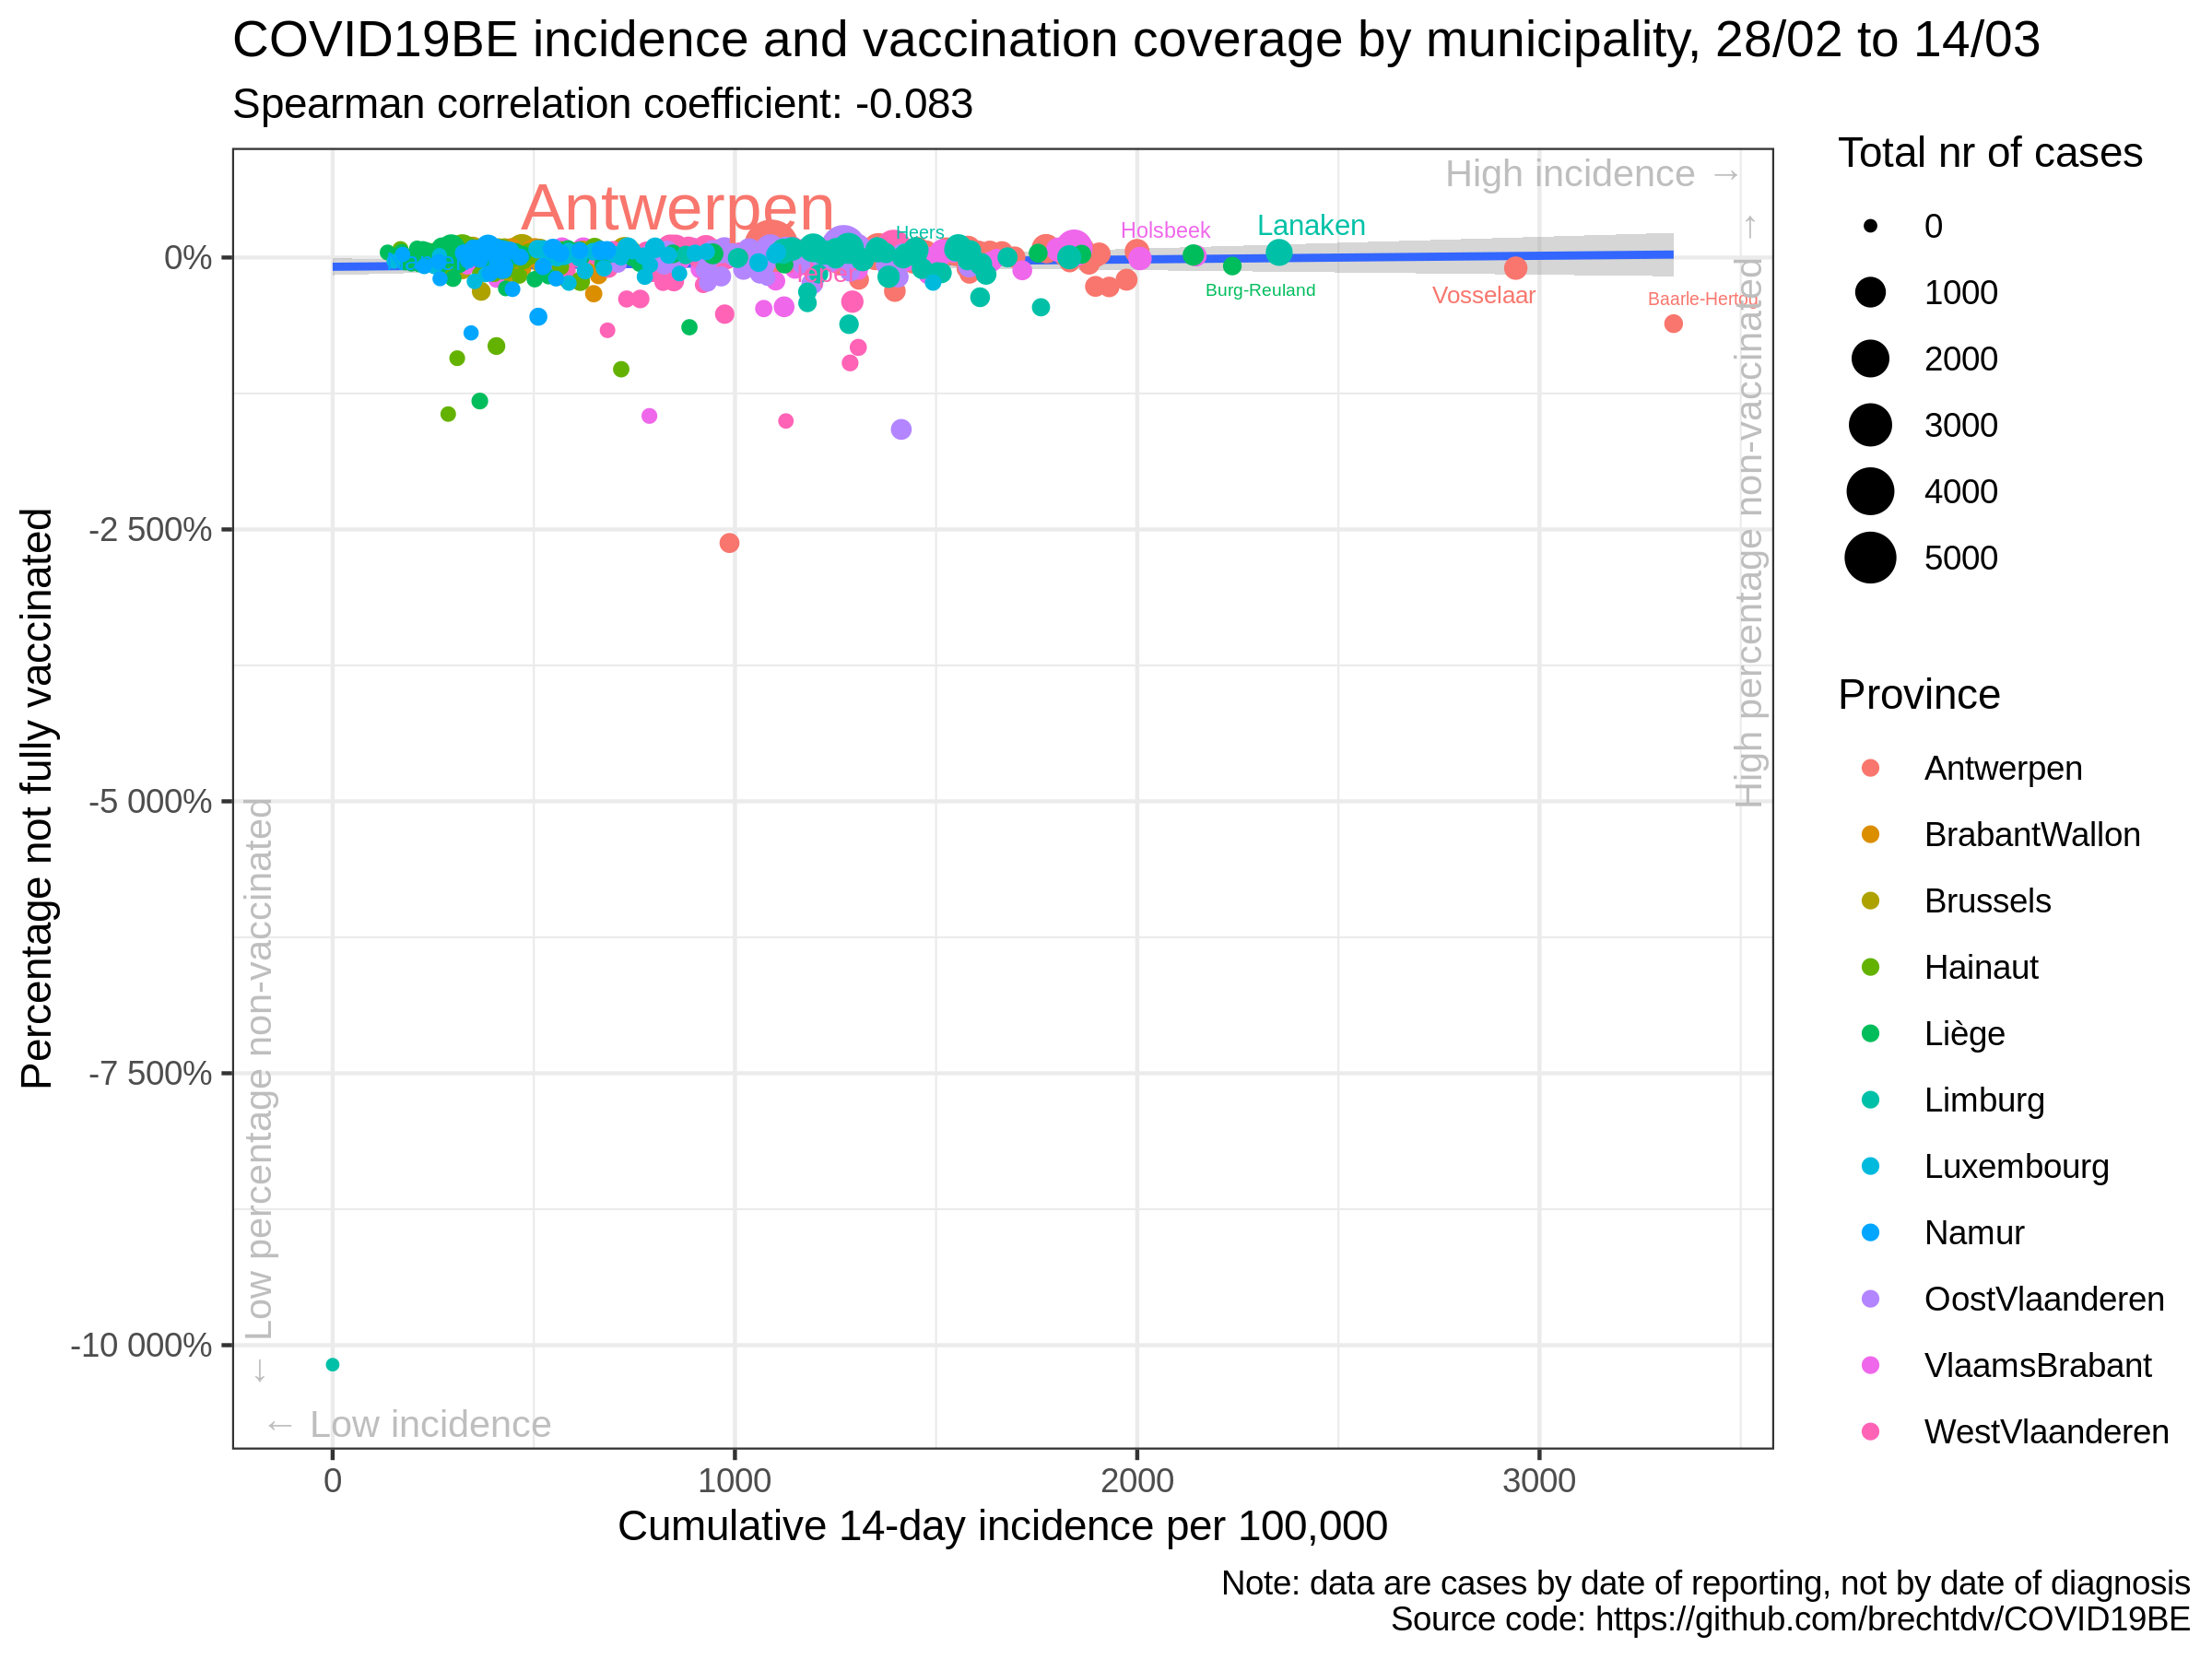 COVID19BE incidence and vaccination coverage by municipality, 28/02 to 14/03
Spearman correlation coefficient: -0.083
High incidence →
High percentage non-vaccinated →
Antwerpen
Heers
Holsbeek
Lanaken
Burg-Reuland
Vosselaar
Baarle-Hertog
0%
-2 500%
-5 000%
-7 500%
-10 000%
Percentage not fully vaccinated
← Low percentage non-vaccinated
← Low incidence
0
1000
2000
3000
Cumulative 14-day incidence per 100,000
Total nr of cases
0
1000
2000
3000
4000
5000
Province
Antwerpen
BrabantWallon
Brussels
Hainaut
Liège
Limburg
Luxembourg
Namur
OostVlaanderen
VlaamsBrabant
WestVlaanderen
Note: data are cases by date of reporting, not by date of diagnosis
Source code: https://github.com/brechtdv/COVID19BE